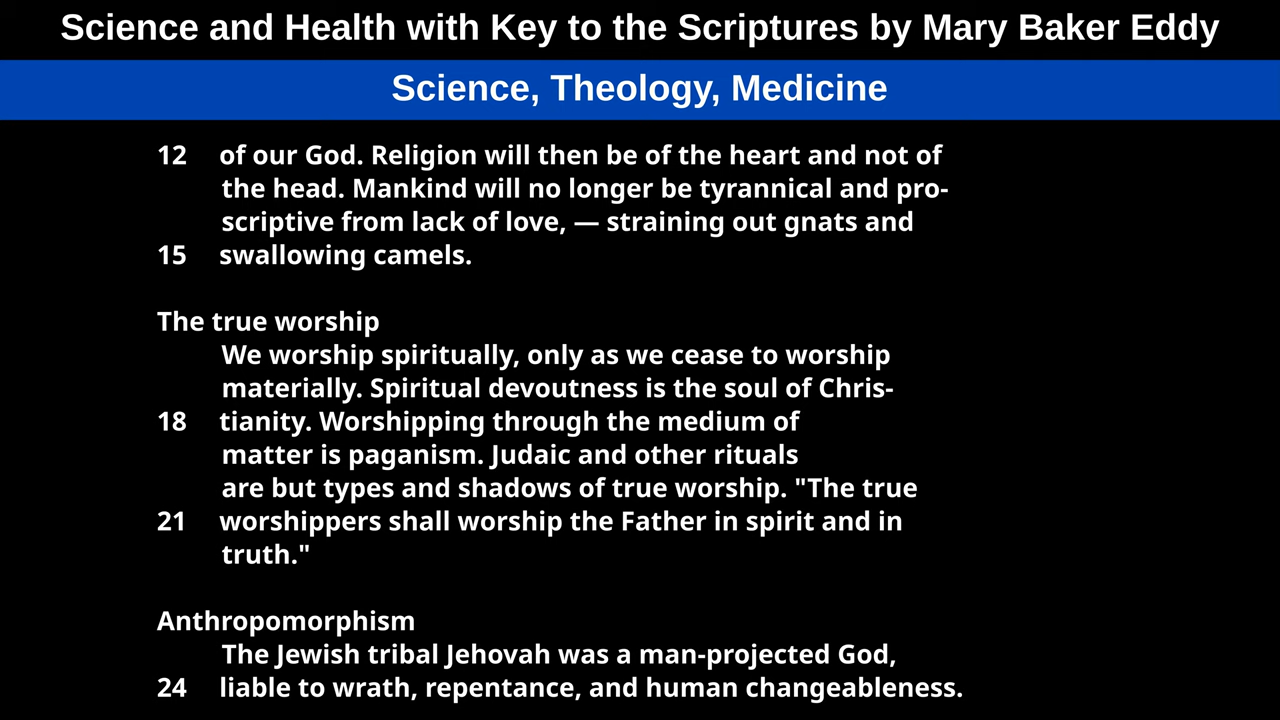 Science and Health with Key to the Scriptures by Mary Baker Eddy
Science, Theology, Medicine
12 of our God. Religion will then be of the heart and not of
the head. Mankind will no longer be tyrannical and pro-
scriptive from lack of love, — straining out gnats and
15 swallowing camels.
The true worship
We worship spiritually, only as we cease to worship
materially. Spiritual devoutness is the soul of Chris-
18 tianity. Worshipping through the medium of
matter is paganism. Judaic and other rituals
are but types and shadows of true worship. "The true
21 worshippers shall worship the Father in spirit and in
truth."
Anthropomorphism
The Jewish tribal Jehovah was a man-projected God,
24 liable to wrath, repentance, and human changeableness.